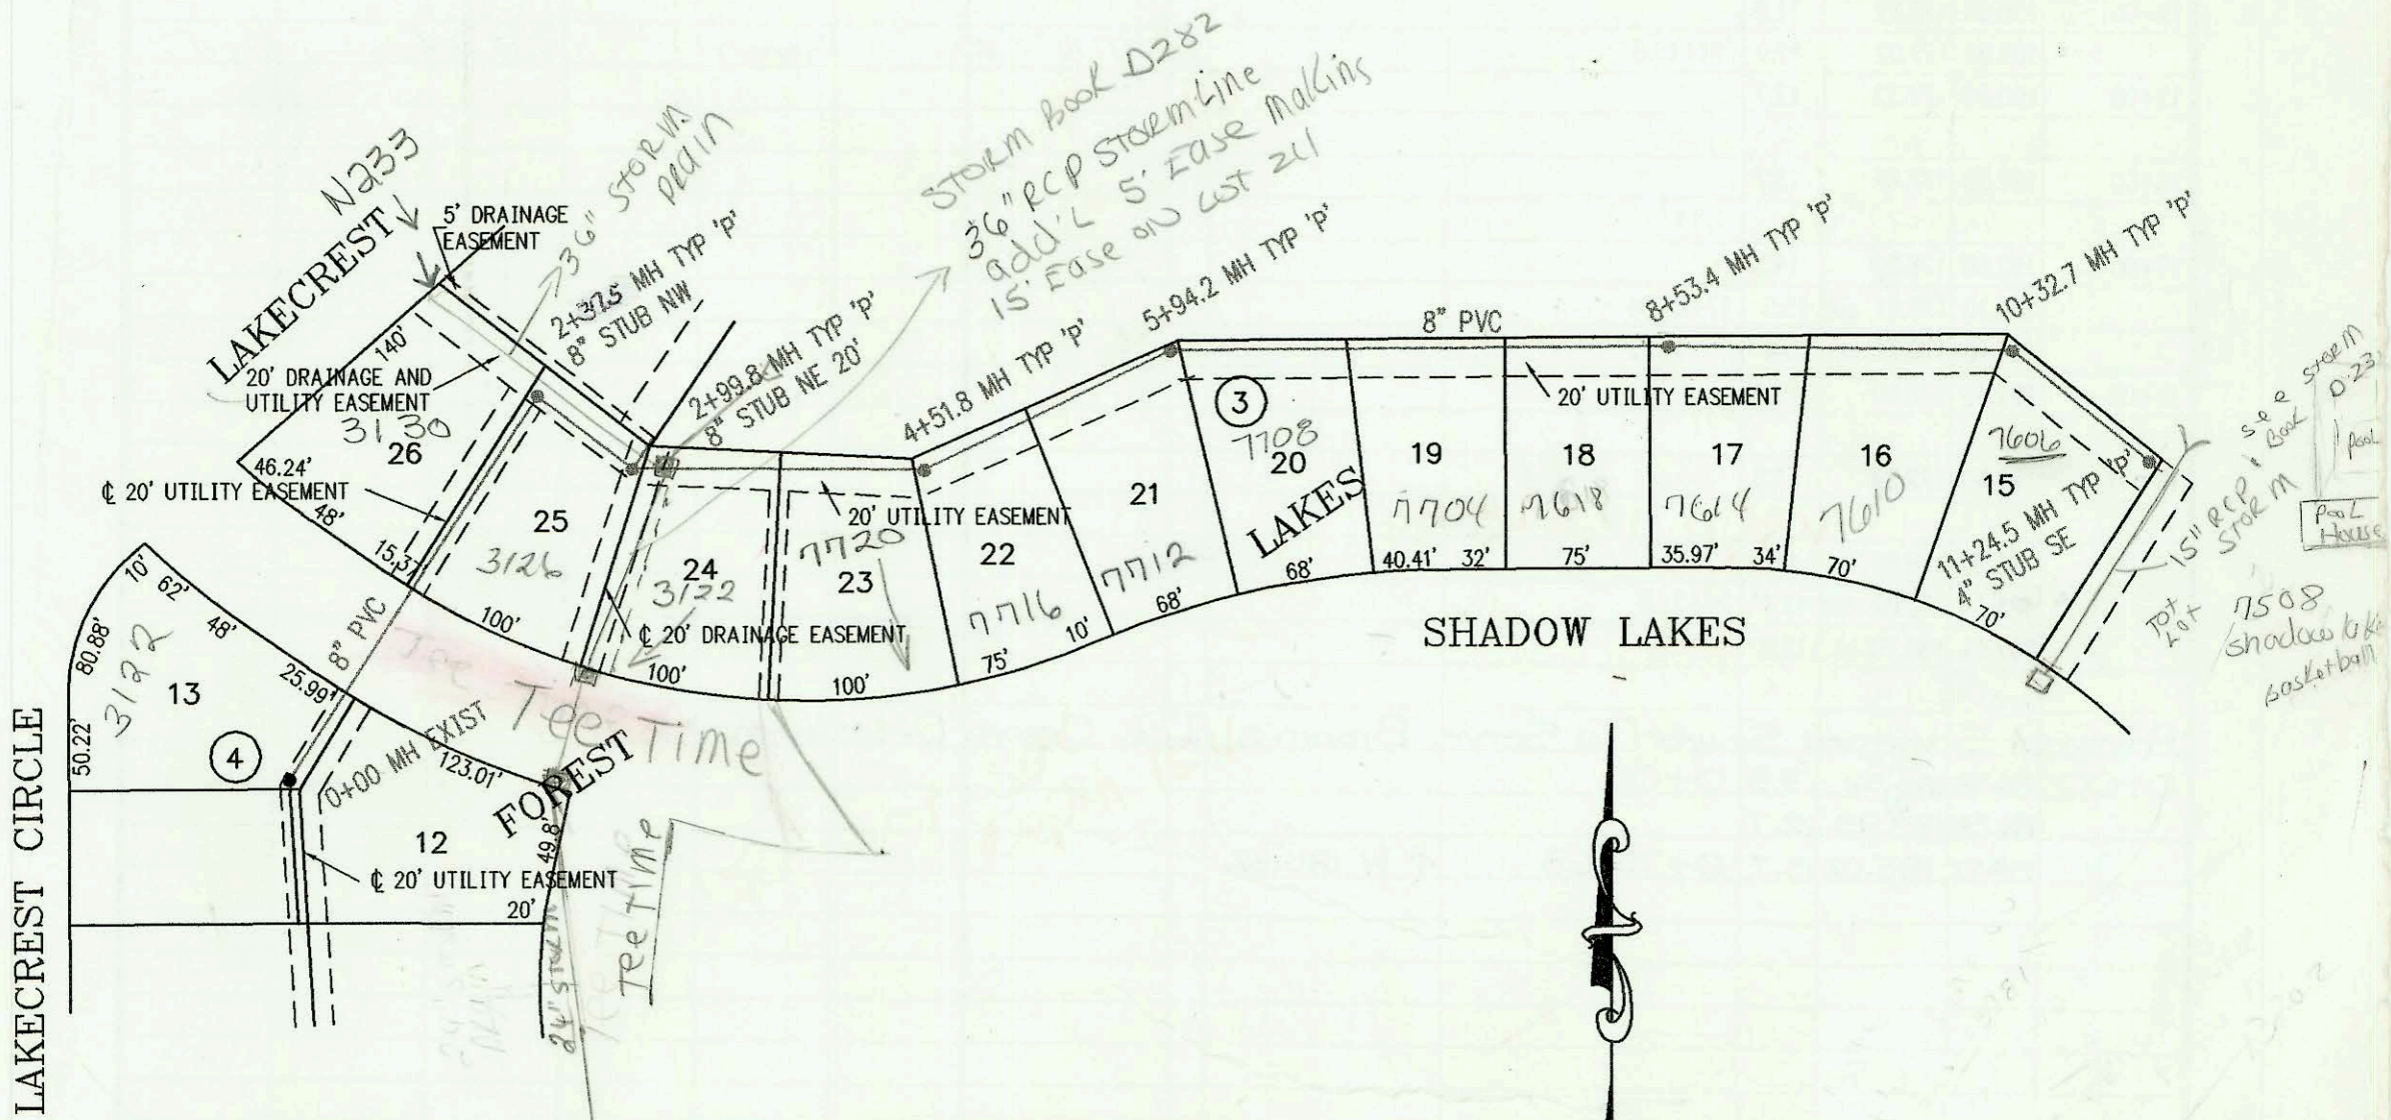 STORM Book D282
36" RCP STORM Line
add'L 5' Ease Making
15' Ease ON LOT 24
36" STORM
DRAIN
N233
LAKECREST
5' DRAINAGE
EASEMENT
2+37.5 MH TYP 'P'
8" STUB NW
2+99.8 MH TYP 'P'
8" STUB NE 20'
4+51.8 MH TYP 'P'
5+94.2 MH TYP 'P'
8" PVC
8+53.4 MH TYP 'P'
10+32.7 MH TYP 'P'
140'
20' DRAINAGE AND
UTILITY EASEMENT
3130
26
46.24'
℄ 20' UTILITY EASEMENT
48'
15.37'
25
3126
100'
24
3122
℄ 20' DRAINAGE EASEMENT
100'
20' UTILITY EASEMENT
7720
23
100'
22
7716
75'
10'
21
7712
68'
3
7708
20
LAKES
68'
20' UTILITY EASEMENT
19
7704
40.41' 32'
18
7618
75'
17
7614
35.97' 34'
16
7610
70'
7606
15
11+24.5 MH TYP 'P'
4" STUB SE
70'
see STORM
Book D-23
Pool
Pool
House
15" RCP
STORM
TOT
LOT
7508
shadow lake
basketball
SHADOW LAKES
10'
62'
48'
80.88'
3122
13
25.99'
50.22'
8" PVC
4
0+00 MH EXIST
123.01'
Tee Time
FOREST
12
49.8'
℄ 20' UTILITY EASEMENT
20'
24" STORM
Tee Time
LAKECREST CIRCLE